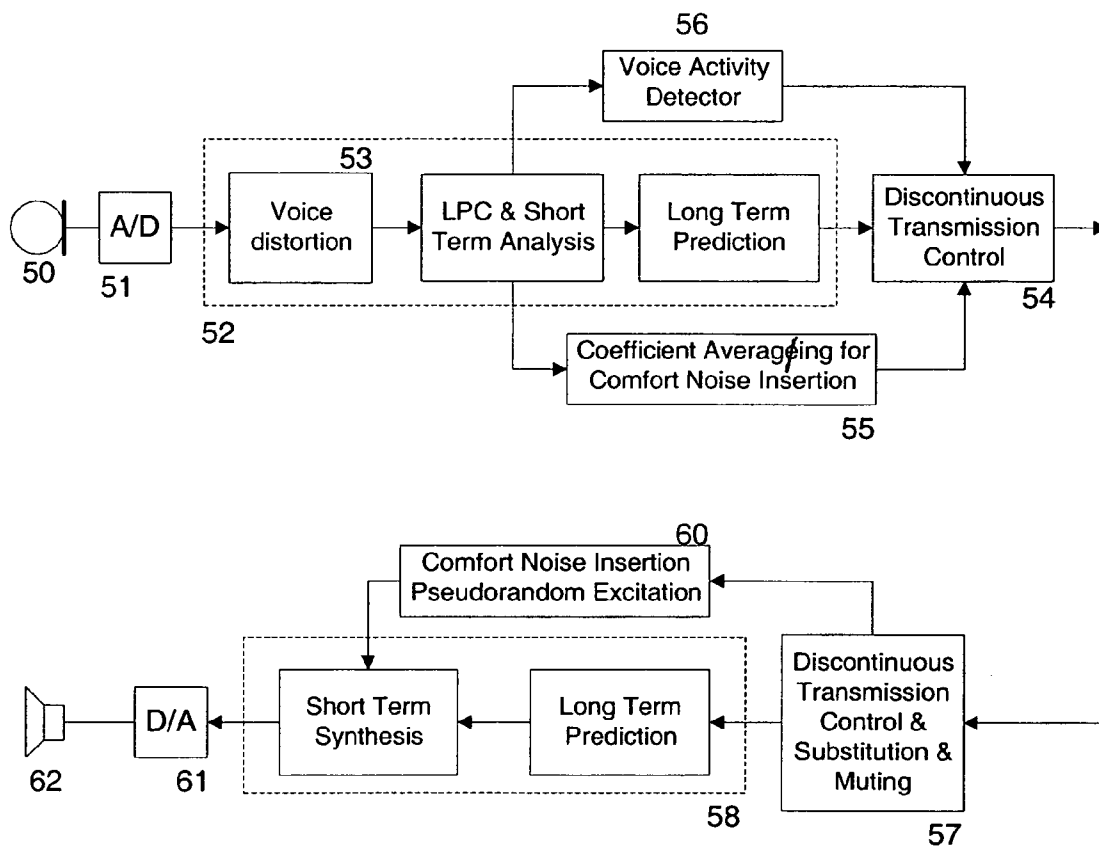 56
Voice Activity
Detector
53
A/D
Voice
distortion
LPC & Short
Term Analysis
Long Term
Prediction
Discontinuous
Transmission
Control
50
51
52
54
Coefficient Averageing for
Comfort Noise Insertion
55
60
Comfort Noise Insertion
Pseudorandom Excitation
D/A
Short Term
Synthesis
Long Term
Prediction
Discontinuous
Transmission
Control &
Substitution &
Muting
62
61
58
57